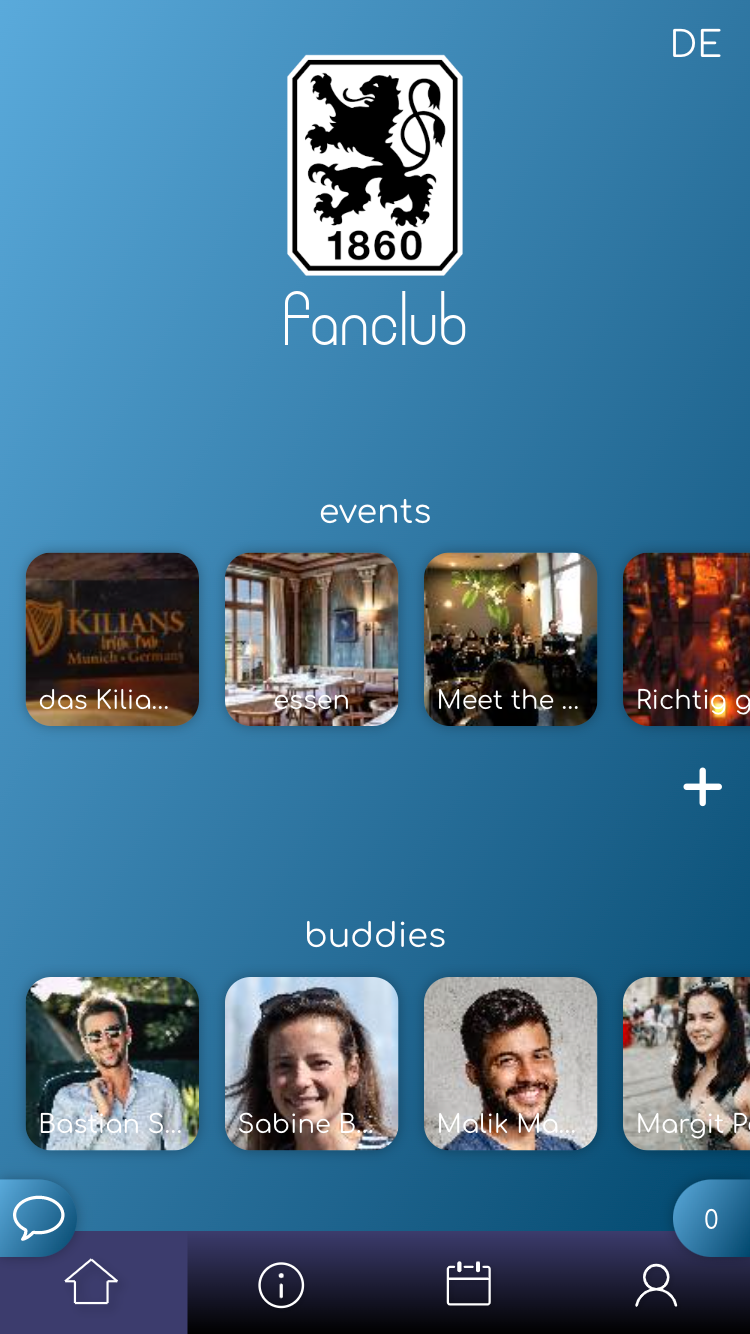 DE
1860
fanclub
events
KILIANS
Irish Pub
Munich • Germany
das Kilia...
essen
Meet the ...
Richtig g
buddies
Bastian S...
Sabine B...
Malik Ma...
Margit P
0